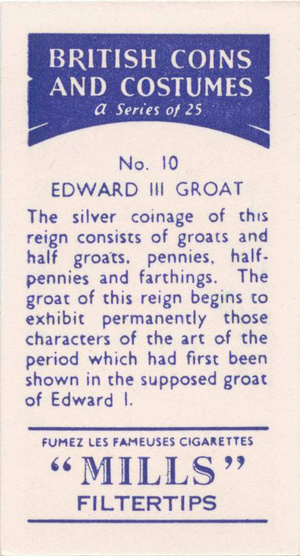 BRITISH COINS
AND COSTUMES
a Series of 25
No. 10
EDWARD III GROAT
The silver coinage of this
reign consists of groats and
half groats, pennies, half-
pennies and farthings. The
groat of this reign begins to
exhibit permanently those
characters of the art of the
period which had first been
shown in the supposed groat
of Edward I.
FUMEZ LES FAMEUSES CIGARETTES
"MILLS"
FILTERTIPS